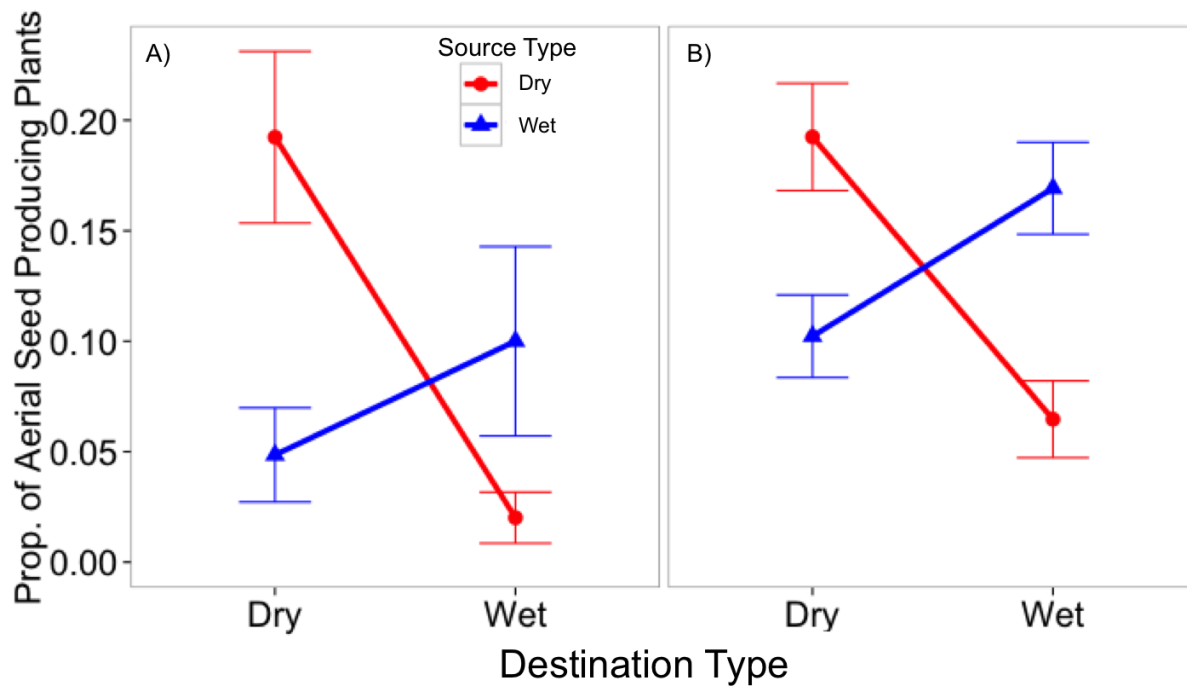 Prop. of Aerial Seed Producing Plants
0.20
0.15
0.10
0.05
0.00
A)
Source Type
Dry
Wet
B)
Dry
Wet
Dry
Wet
Destination Type